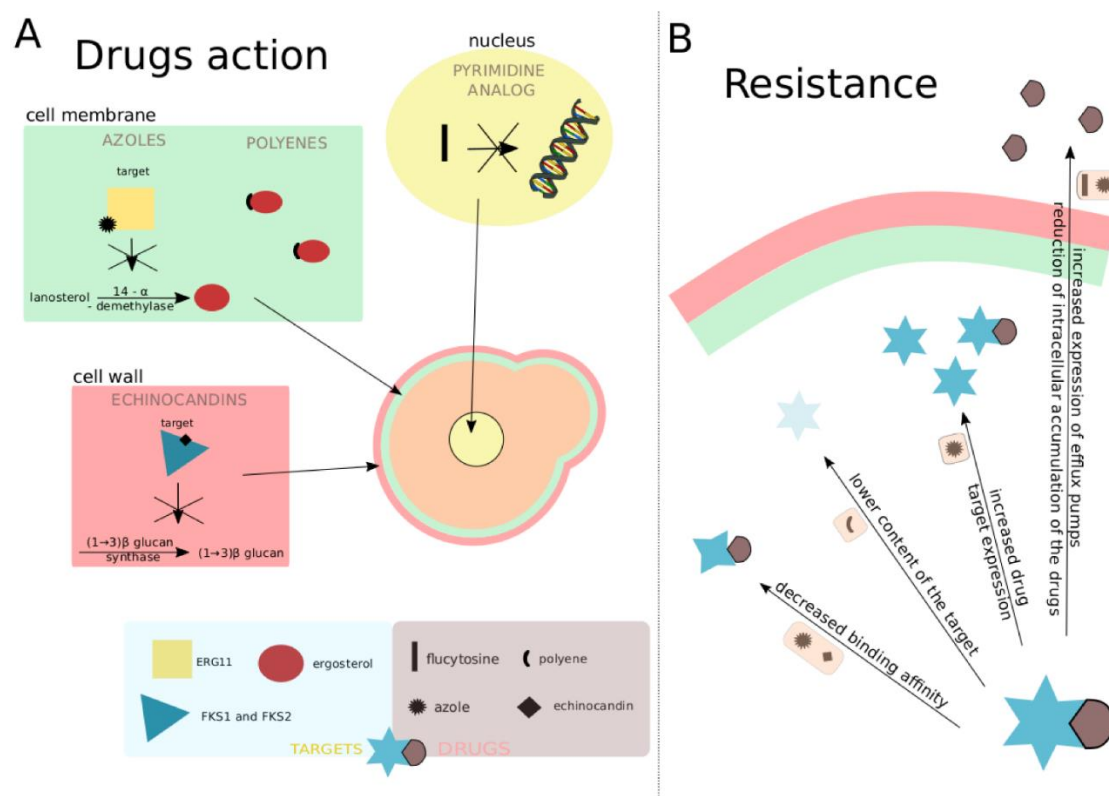 A
Drugs action
cell membrane
AZOLES
POLYENES
target
lanosterol
14 - α
- demethylase
nucleus
PYRIMIDINE
ANALOG
cell wall
ECHINOCANDINS
target
(1→3)β glucan
synthase
(1→3)β glucan
ERG11
ergosterol
FKS1 and FKS2
TARGETS
flucytosine
polyene
azole
echinocandin
DRUGS
B
Resistance
decreased binding affinity
lower content of the target
increased drug
target expression
reduction of intracellular accumulation of the drugs
increased expression of efflux pumps